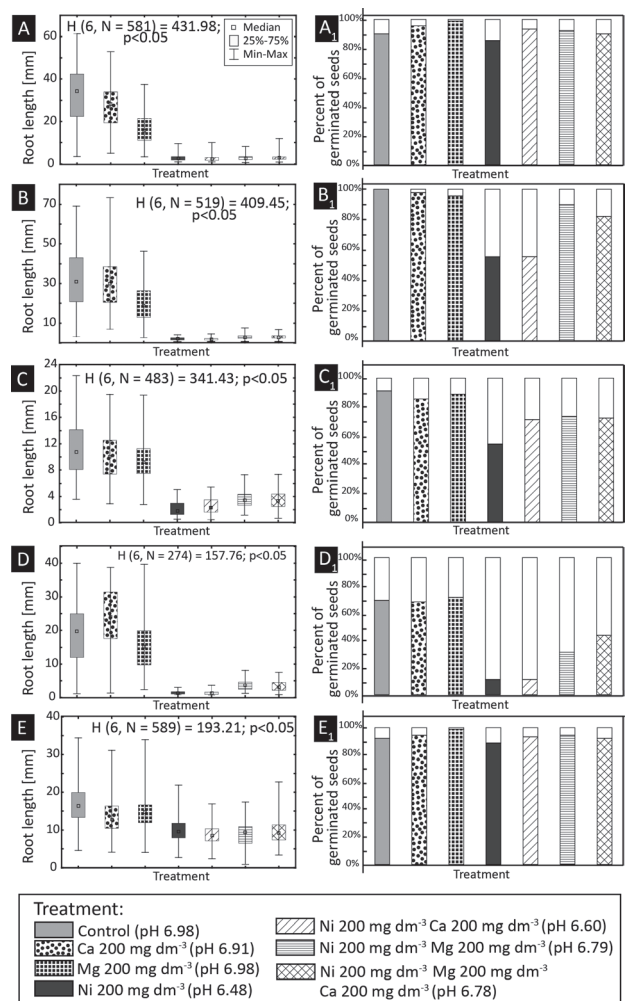 A
H (6, N = 581) = 431.98;
p<0.05
Median
25%-75%
Min-Max
Root length [mm]
60
40
20
0
Treatment
A1
Percent of
germinated seeds
100%
80%
60%
40%
20%
0%
Treatment
B
H (6, N = 519) = 409.45;
p<0.05
Root length [mm]
70
50
30
10
Treatment
B1
Percent of
germinated seeds
100%
80%
60%
40%
20%
0%
Treatment
C
H (6, N = 483) = 341.43; p<0.05
Root length [mm]
24
20
16
12
8
4
0
Treatment
C1
Percent of
germinated seeds
100%
80%
60%
40%
20%
0%
Treatment
D
H (6, N = 274) = 157.76; p<0.05
Root length [mm]
40
30
20
10
0
Treatment
D1
Percent of
germinated seeds
100%
80%
60%
40%
20%
0%
Treatment
E
H (6, N = 589) = 193.21; p<0.05
Root length [mm]
40
30
20
10
0
Treatment
E1
Percent of
germinated seeds
100%
80%
60%
40%
20%
0%
Treatment
Treatment:
Control (pH 6.98)
Ca 200 mg dm⁻³ (pH 6.91)
Mg 200 mg dm⁻³ (pH 6.98)
Ni 200 mg dm⁻³ (pH 6.48)
Ni 200 mg dm⁻³ Ca 200 mg dm⁻³ (pH 6.60)
Ni 200 mg dm⁻³ Mg 200 mg dm⁻³ (pH 6.79)
Ni 200 mg dm⁻³ Mg 200 mg dm⁻³
Ca 200 mg dm⁻³ (pH 6.78)